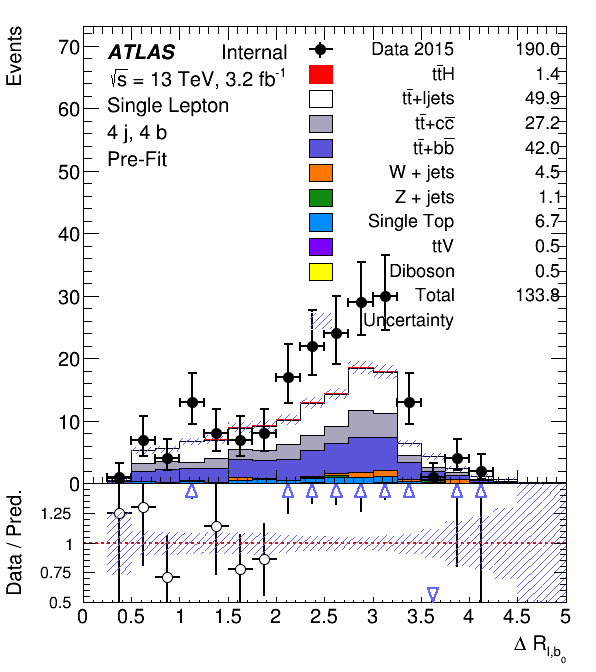 Events
70
60
50
40
30
20
10
0
ATLAS Internal
√s = 13 TeV, 3.2 fb-1
Single Lepton
4 j, 4 b
Pre-Fit
Data 2015 190.0
tt̅H 1.4
tt̅+ljets 49.9
tt̅+cc̅ 27.2
tt̅+bb̅ 42.0
W + jets 4.5
Z + jets 1.1
Single Top 6.7
ttV 0.5
Diboson 0.5
Total 133.8
Uncertainty
Data / Pred.
1.25
1
0.75
0.5
0 0.5 1 1.5 2 2.5 3 3.5 4 4.5 5
Δ Rl,b0